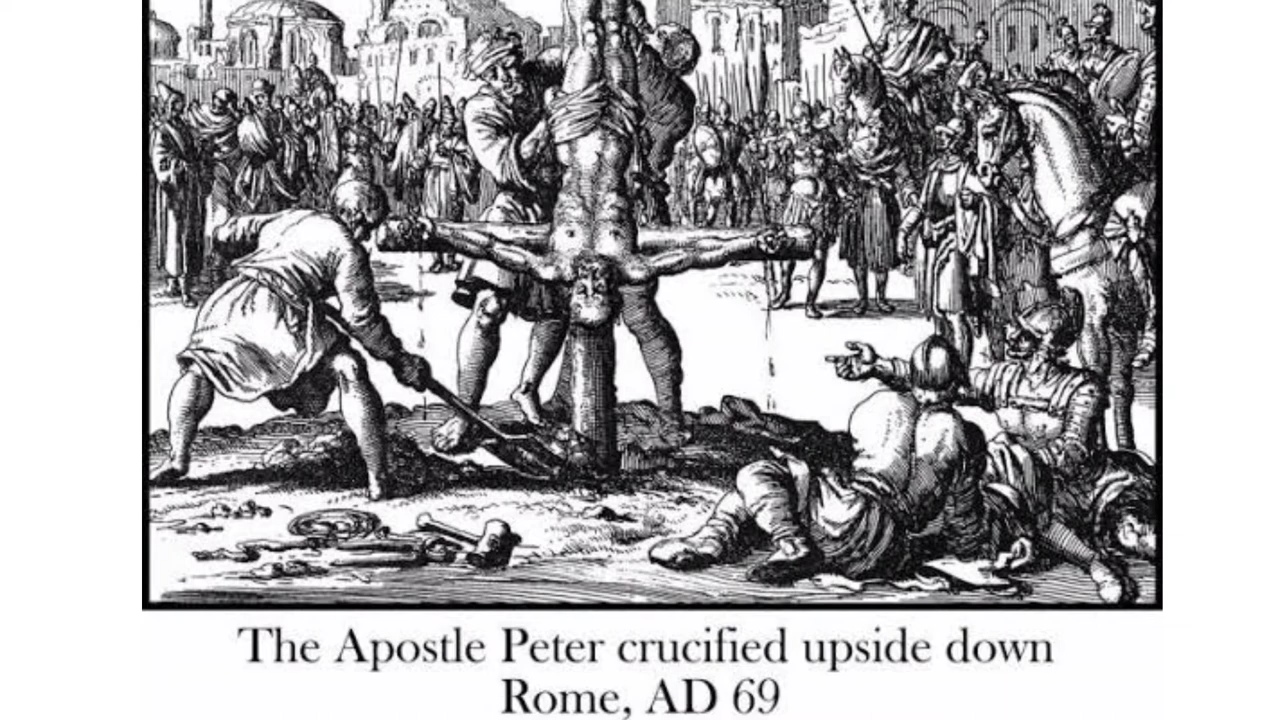 The Apostle Peter crucified upside down
Rome, AD 69